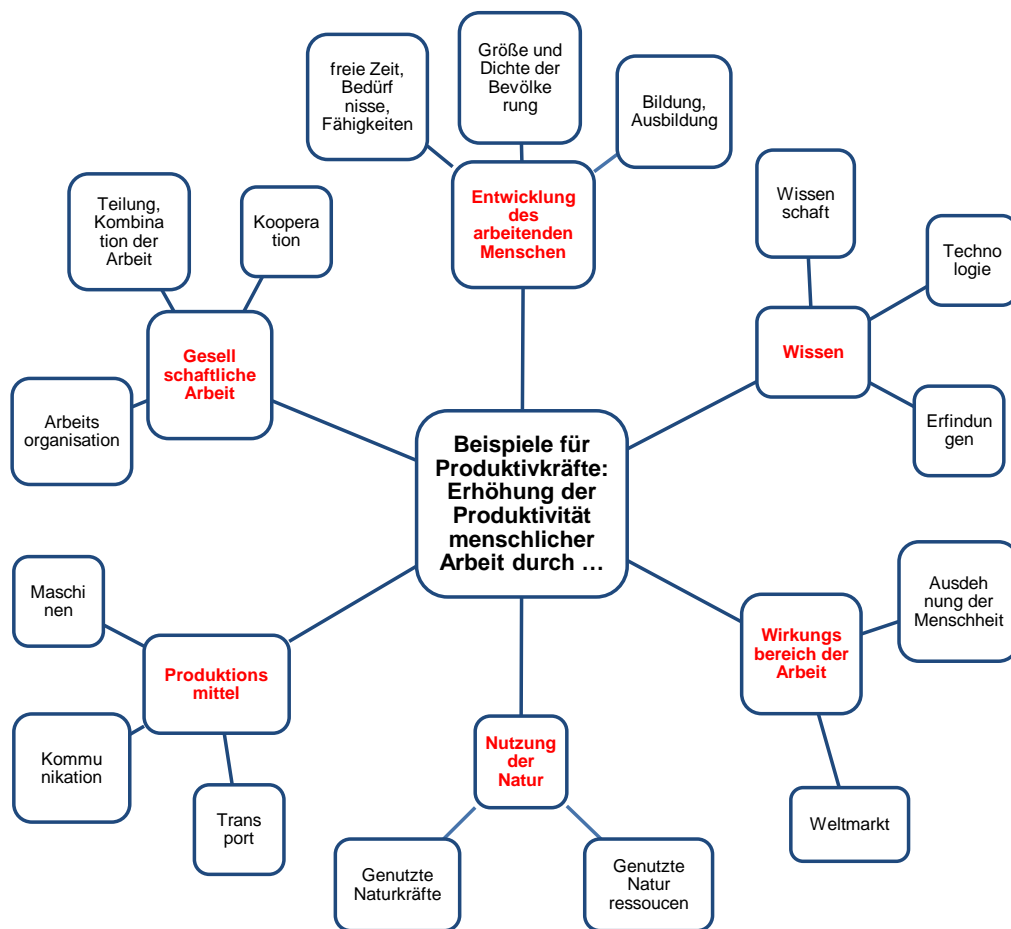 freie Zeit,
Bedürf
nisse,
Fähigkeiten
Größe und
Dichte der
Bevölke
rung
Bildung,
Ausbildung
Entwicklung
des
arbeitenden
Menschen
Teilung,
Kombina
tion der
Arbeit
Koopera
tion
Gesell
schaftliche
Arbeit
Arbeits
organisation
Wissen
schaft
Techno
logie
Wissen
Erfindun
gen
Beispiele für
Produktivkräfte:
Erhöhung der
Produktivität
menschlicher
Arbeit durch …
Maschi
nen
Produktions
mittel
Kommu
nikation
Trans
port
Nutzung
der
Natur
Genutzte
Naturkräfte
Genutzte
Natur
ressoucen
Wirkungs
bereich der
Arbeit
Ausdeh
nung der
Menschheit
Weltmarkt